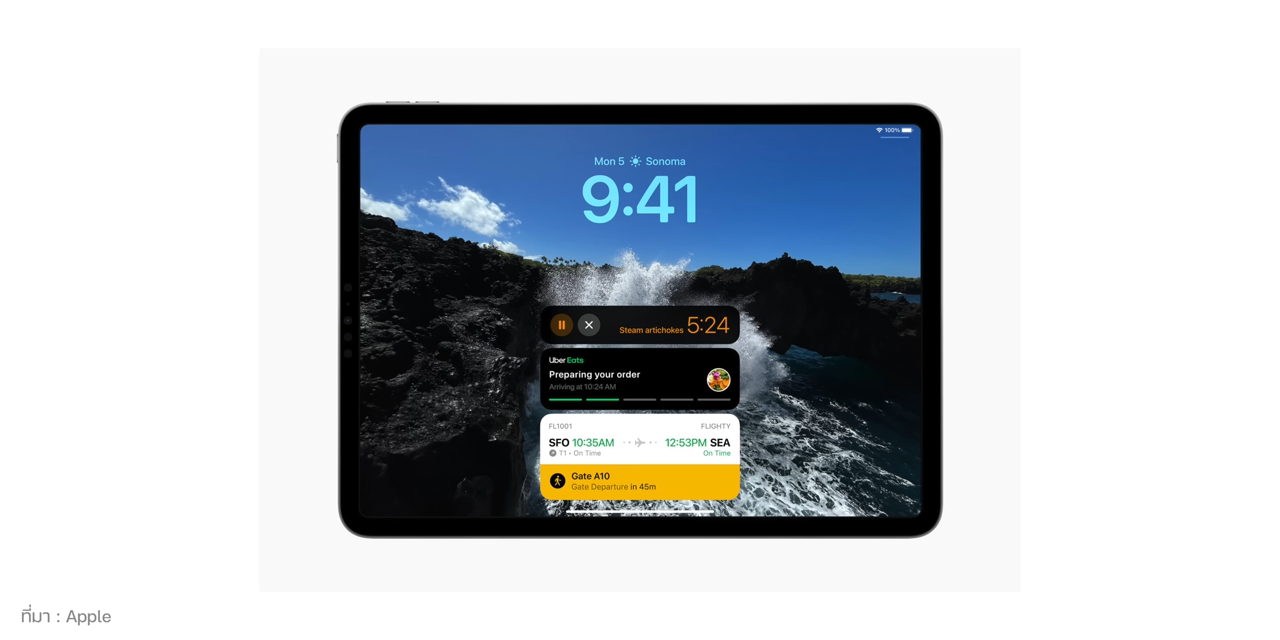 100%
Mon 5 Sonoma
9:41
Steam artichokes 5:24
Uber Eats
Preparing your order
Arriving at 10:24 AM
FL1001 FLIGHTY
SFO 10:35AM 12:53PM SEA
T1 • On Time On Time
Gate A10
Gate Departure in 45m
ที่มา : Apple